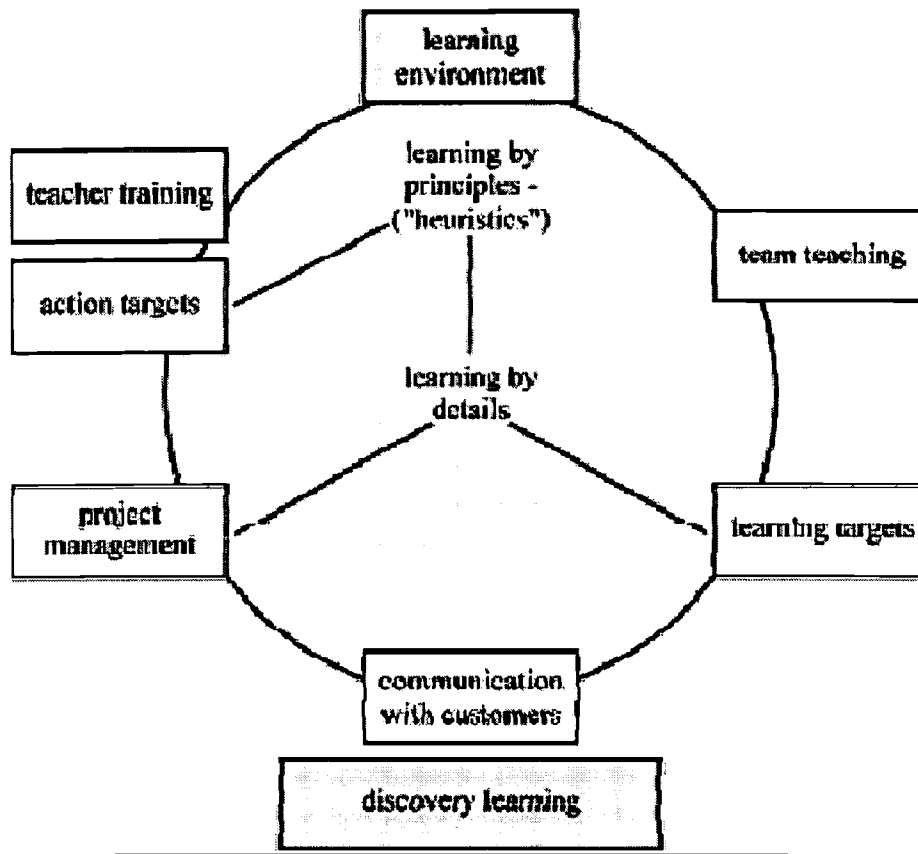 learning
environment
learning by
principles -
("heuristics")
teacher training
action targets
team teaching
learning by
details
project
management
learning targets
communication
with customers
discovery learning